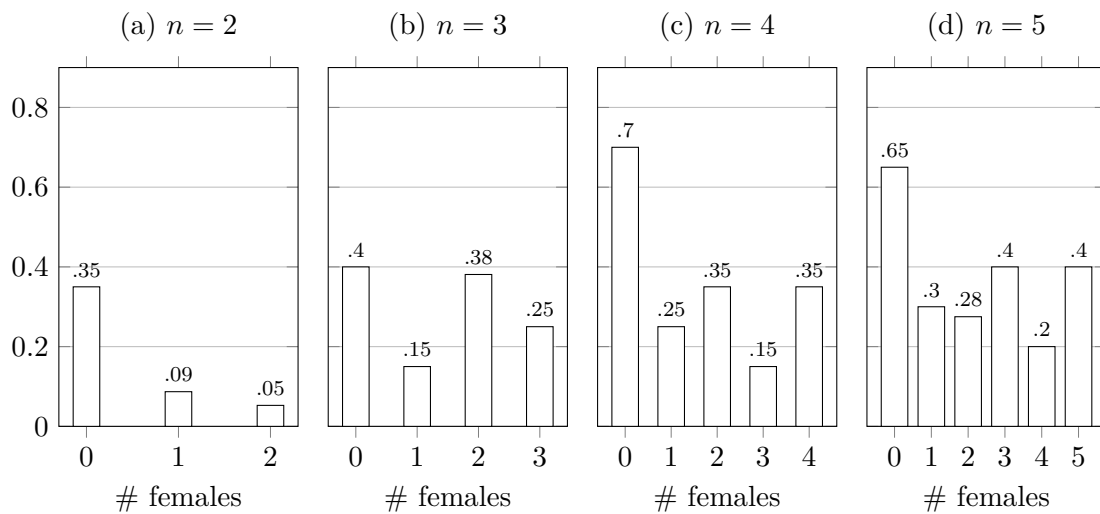 (a) n = 2
(b) n = 3
(c) n = 4
(d) n = 5
0.8
0.6
0.4
0.2
0
.35
.09
.05
.4
.15
.38
.25
.7
.25
.35
.15
.35
.65
.3
.28
.4
.2
.4
0 1 2
0 1 2 3
0 1 2 3 4
0 1 2 3 4 5
# females
# females
# females
# females